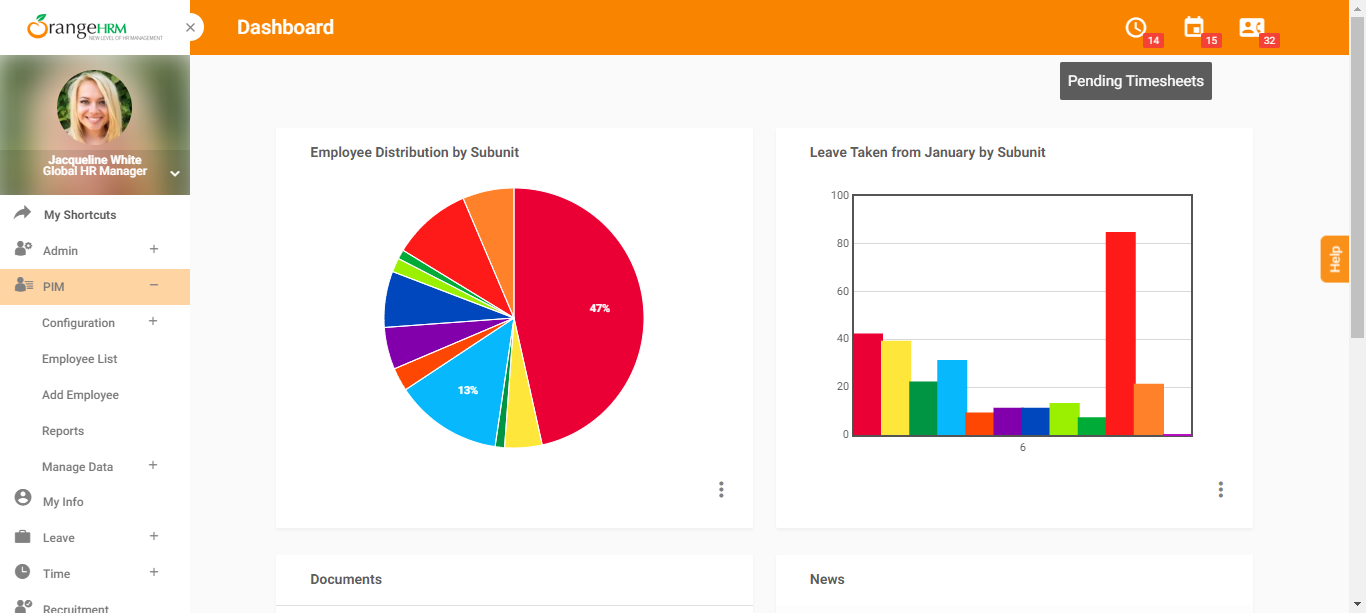 OrangeHRM
NEW LEVEL OF HR MANAGEMENT
Dashboard
14
15
32
Pending Timesheets
Jacqueline White
Global HR Manager
My Shortcuts
Admin
PIM
Configuration
Employee List
Add Employee
Reports
Manage Data
My Info
Leave
Time
Recruitment
Employee Distribution by Subunit
47%
13%
Leave Taken from January by Subunit
100
80
60
40
20
0
6
Help
Documents
News